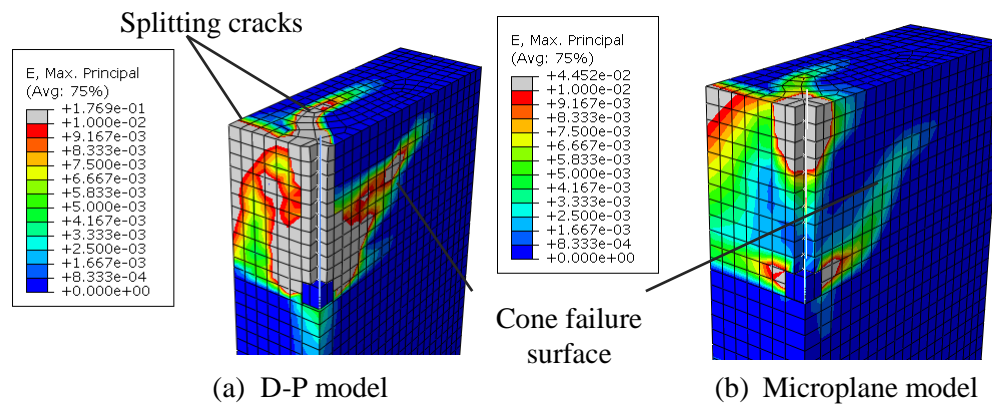 Splitting cracks
E, Max. Principal
(Avg: 75%)
+1.769e-01
+1.000e-02
+9.167e-03
+8.333e-03
+7.500e-03
+6.667e-03
+5.833e-03
+5.000e-03
+4.167e-03
+3.333e-03
+2.500e-03
+1.667e-03
+8.333e-04
+0.000e+00
E, Max. Principal
(Avg: 75%)
+4.452e-02
+1.000e-02
+9.167e-03
+8.333e-03
+7.500e-03
+6.667e-03
+5.833e-03
+5.000e-03
+4.167e-03
+3.333e-03
+2.500e-03
+1.667e-03
+8.333e-04
+0.000e+00
Cone failure
surface
(a) D-P model
(b) Microplane model